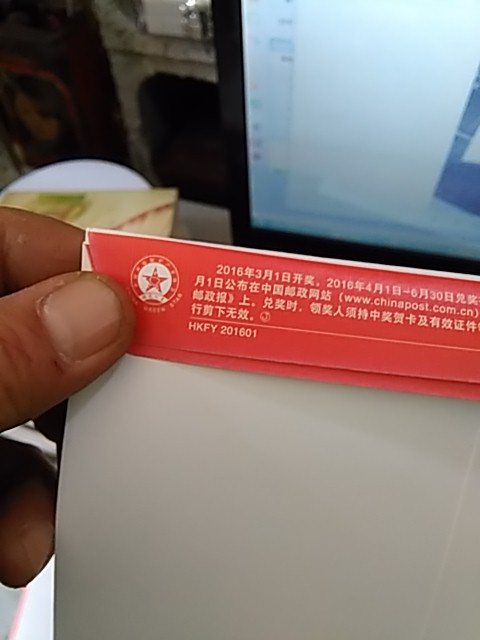 2016年3月1日开奖。2016年4月1日-6月30日兑奖
月1日公布在中国邮政网站（www.chinapost.com.cn）
邮政报》上。兑奖时，领奖人须持中奖贺卡及有效证件
行剪下无效。
HKFY 201601
GREEN STAR